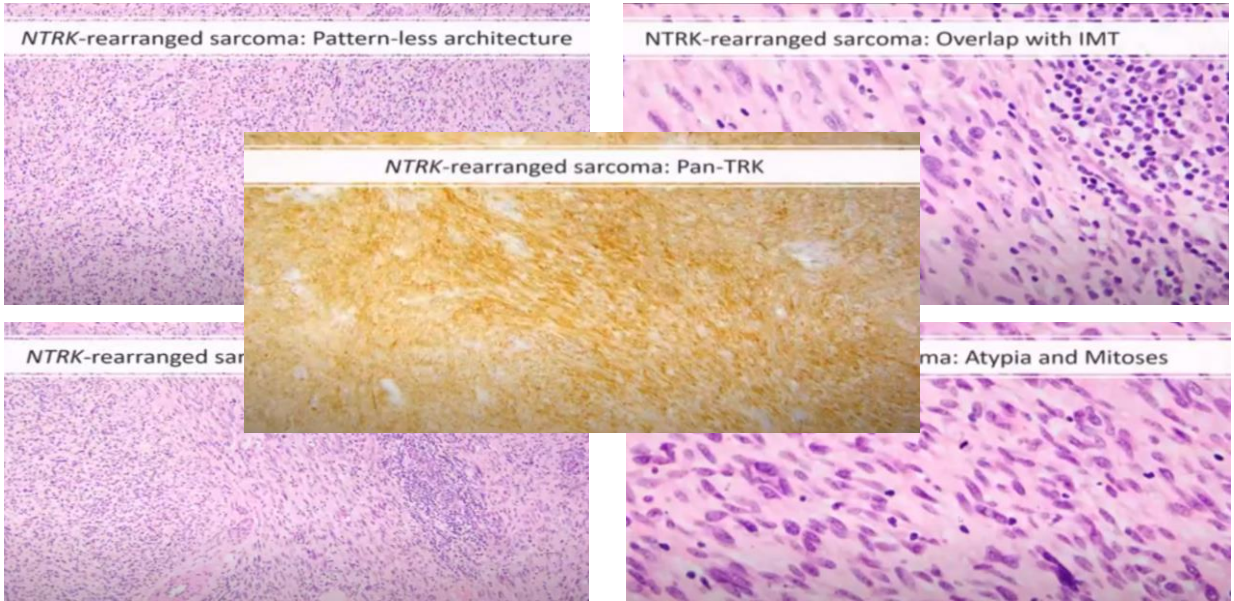 NTRK-rearranged sarcoma: Pattern-less architecture
NTRK-rearranged sarcoma: Overlap with IMT
NTRK-rearranged sarcoma: Pan-TRK
NTRK-rearranged sar
ma: Atypia and Mitoses